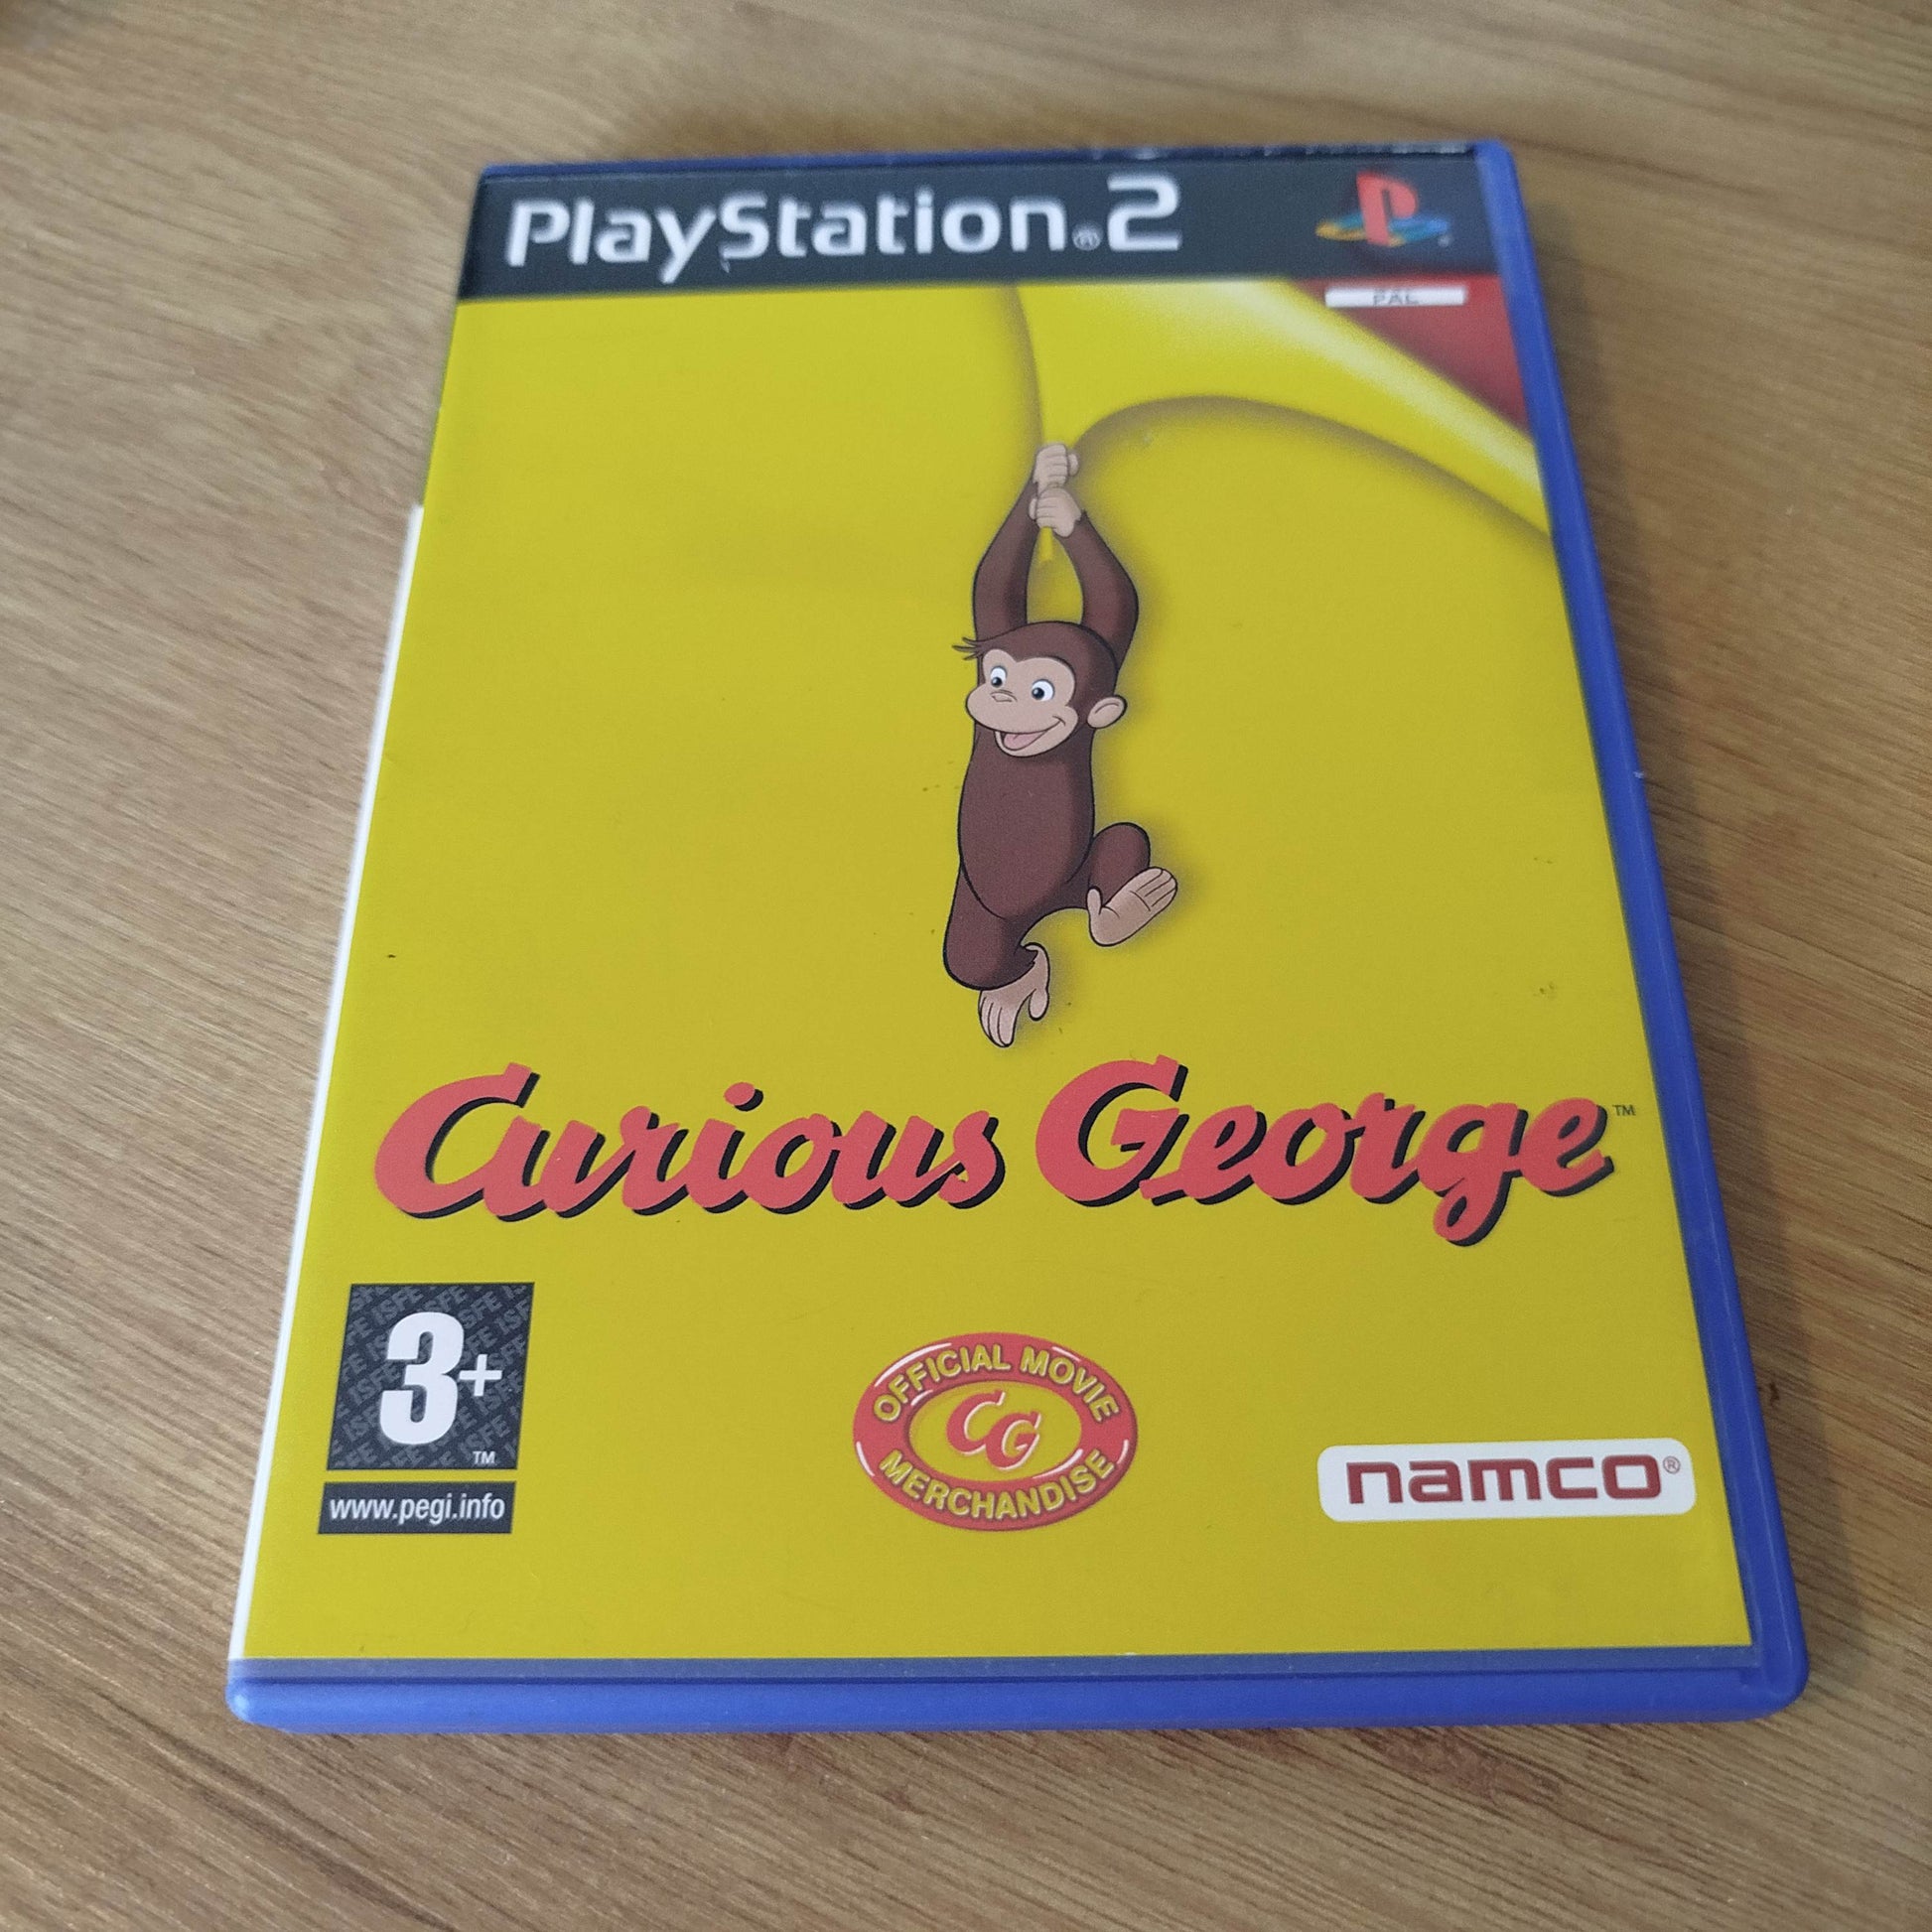 PlayStation®2
PAL
Curious George™
3+™
www.pegi.info
OFFICIAL MOVIE
CG
MERCHANDISE
namco®